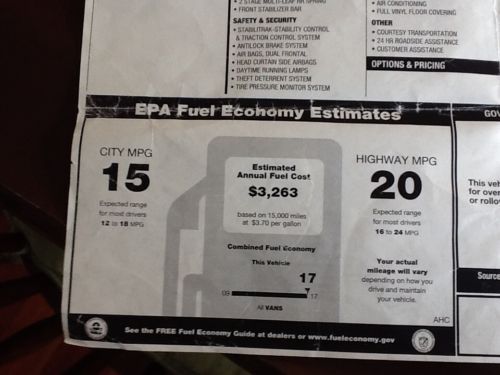 • 2 STAGE MULTI-LEAF RR SPRING
• FRONT STABILIZER BAR
SAFETY & SECURITY
• STABILITRAK-STABILITY CONTROL
& TRACTION CONTROL SYSTEM
• ANTILOCK BRAKE SYSTEM
• AIR BAGS, DUAL FRONTAL
• HEAD CURTAIN SIDE AIRBAGS
• DAYTIME RUNNING LAMPS
• THEFT DETERRENT SYSTEM
• TIRE PRESSURE MONITOR SYSTEM
• AIR CONDITIONING
• FULL VINYL FLOOR COVERING
OTHER
• COURTESY TRANSPORTATION
• 24 HR ROADSIDE ASSISTANCE
• CUSTOMER ASSISTANCE
OPTIONS & PRICING
EPA Fuel Economy Estimates
CITY MPG
15
Expected range
for most drivers
12 to 18 MPG
Estimated
Annual Fuel Cost
$3,263
based on 15,000 miles
at $3.70 per gallon
Combined Fuel Economy
This Vehicle
17
09
17
All VANS
HIGHWAY MPG
20
Expected range
for most drivers
16 to 24 MPG
Your actual
mileage will vary
depending on how you
drive and maintain
your vehicle.
AHC
See the FREE Fuel Economy Guide at dealers or www.fueleconomy.gov
GOV
This veh
for over
or rollo
Source